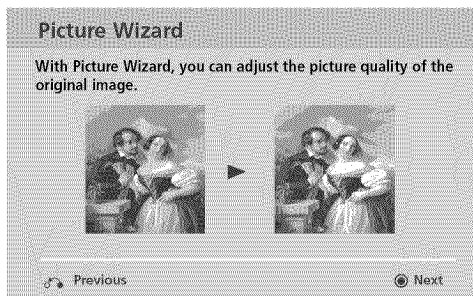 Picture Wizard
With Picture Wizard, you can adjust the picture quality of the
original image.
Previous
Next